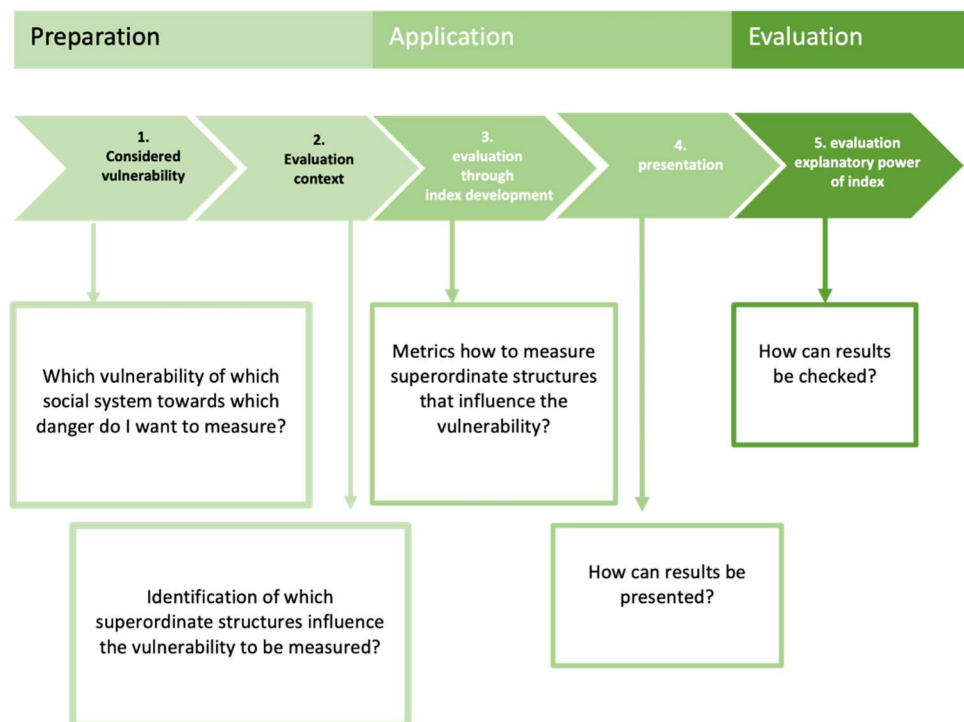 Preparation
Application
Evaluation
1.
Considered
vulnerability
2.
Evaluation
context
3.
evaluation
through
index development
4.
presentation
5. evaluation
explanatory power
of index
Which vulnerability of which
social system towards which
danger do I want to measure?
Metrics how to measure
superordinate structures
that influence the
vulnerability?
How can results
be checked?
Identification of which
superordinate structures influence
the vulnerability to be measured?
How can results be
presented?